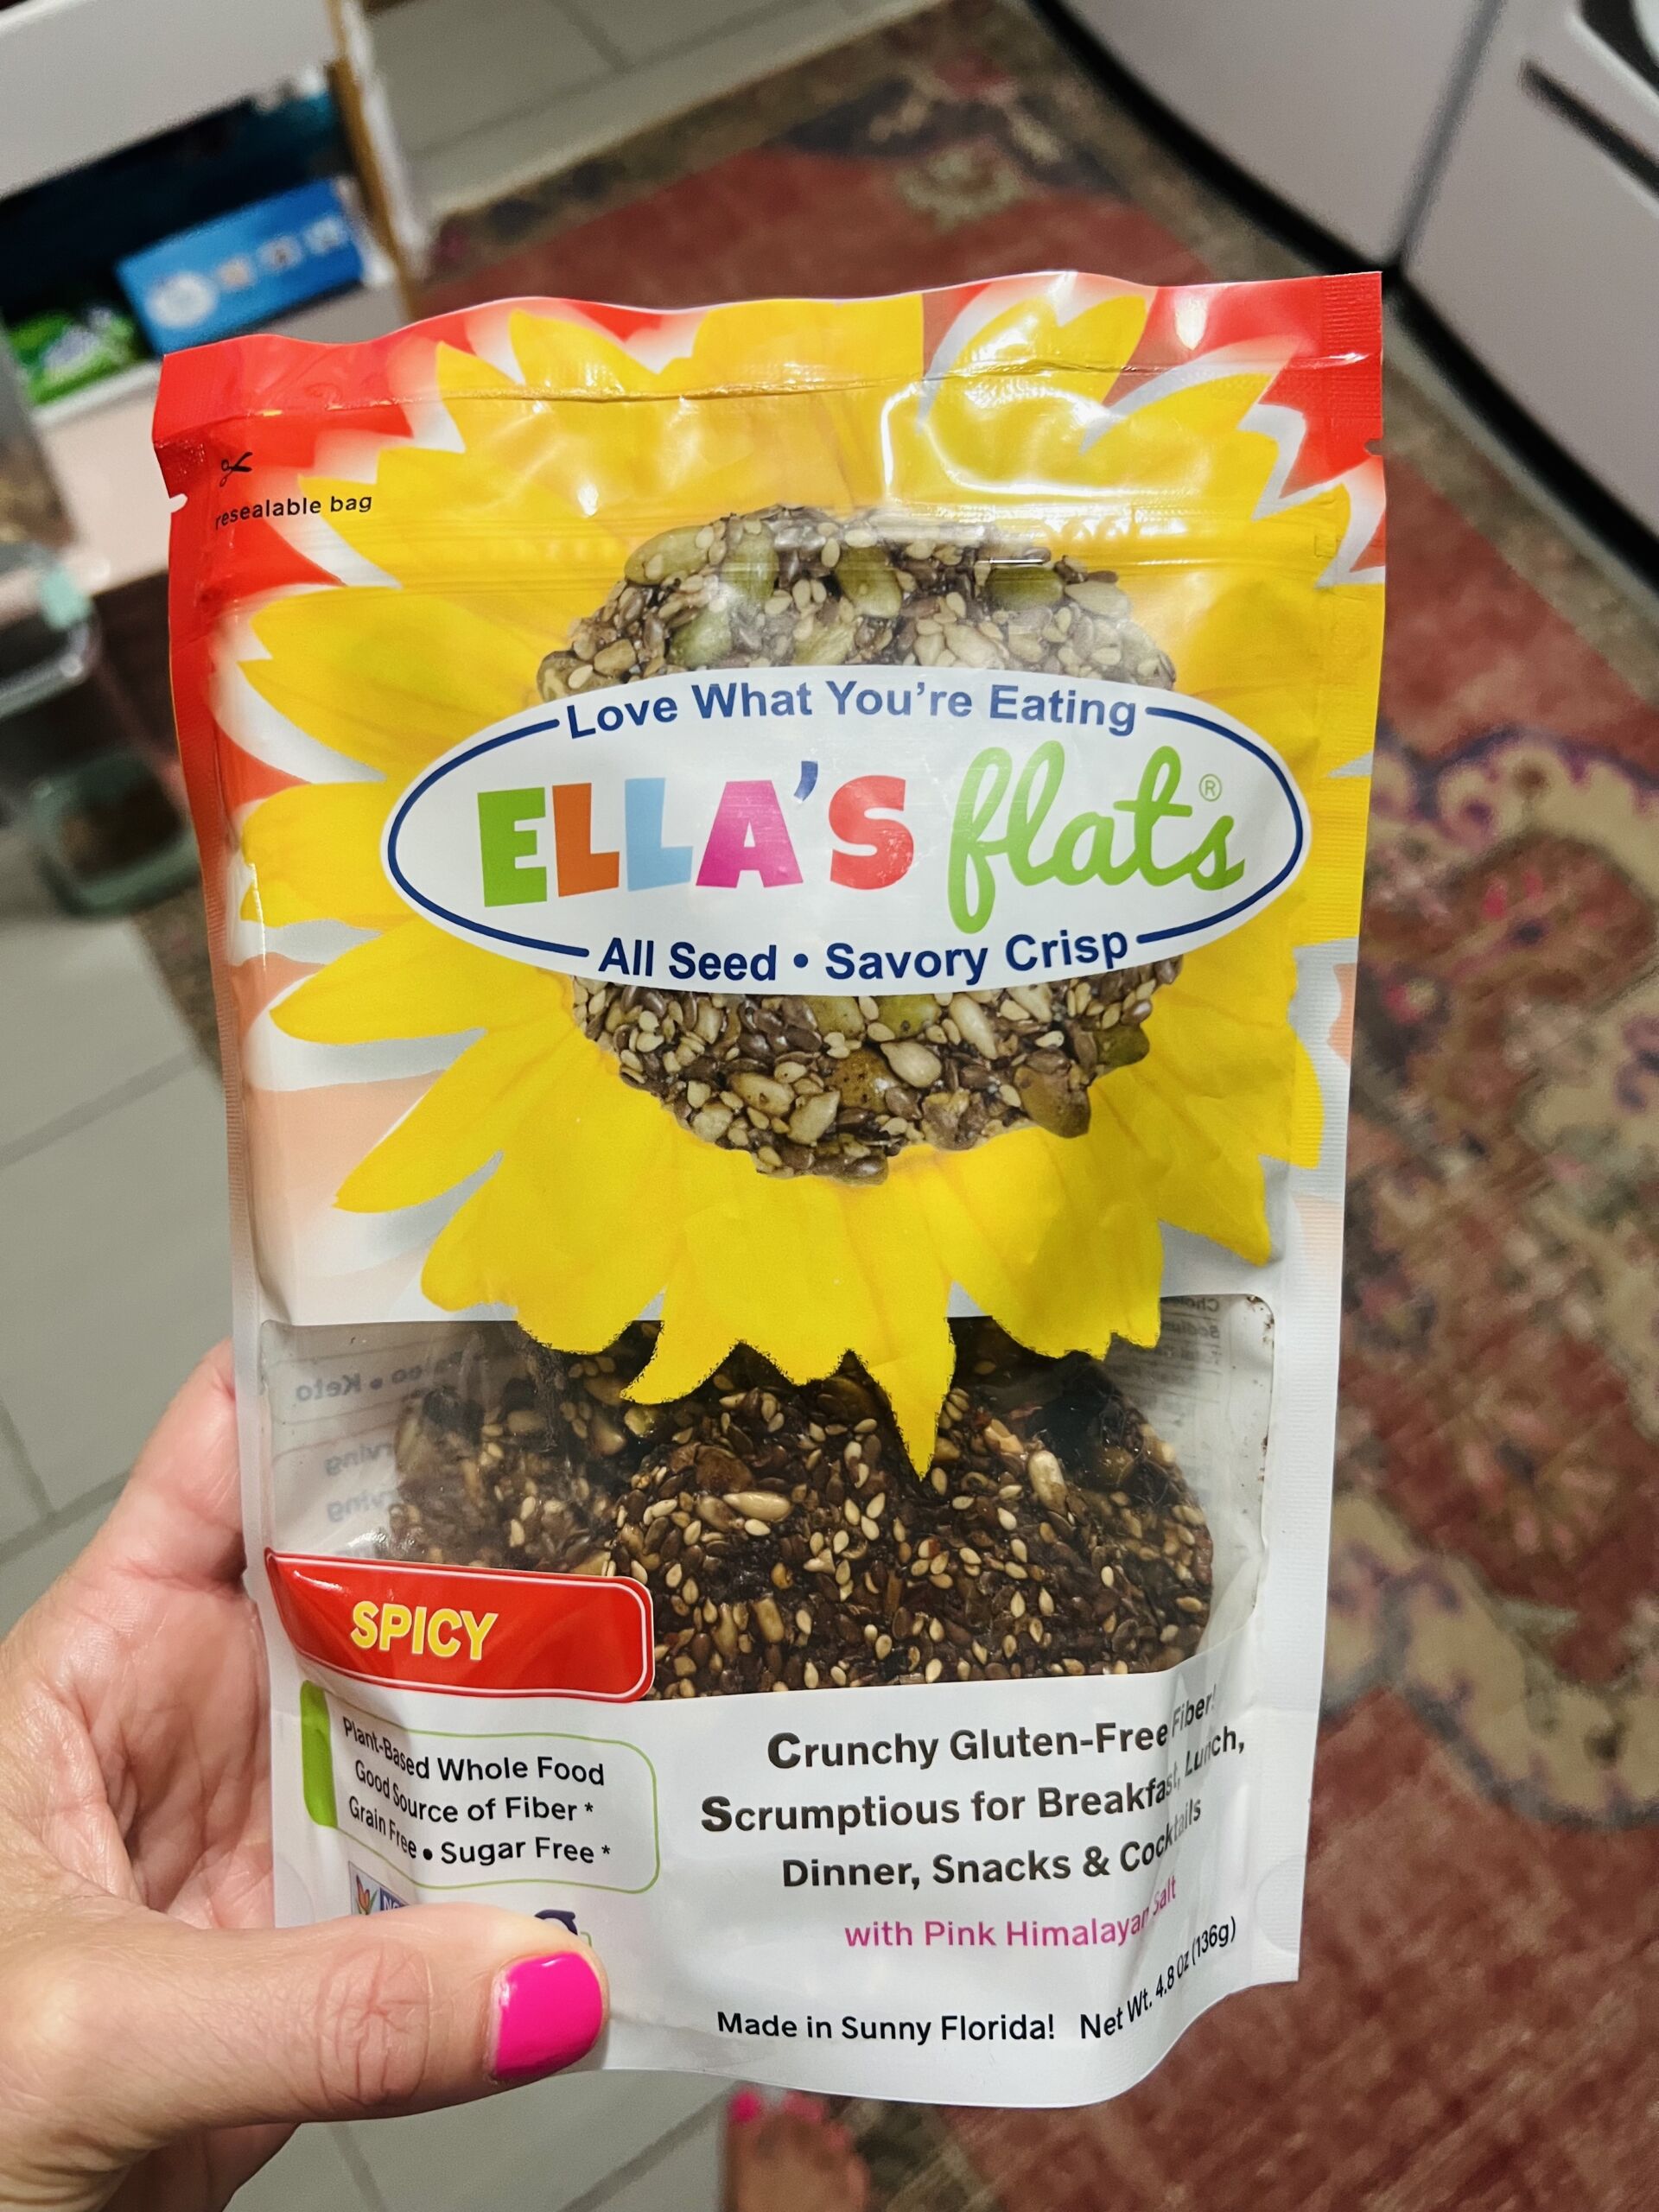 resealable bag
Love What You're Eating
ELLA'S flats®
All Seed • Savory Crisp
Keto
SPICY
Plant-Based Whole Food
Good Source of Fiber *
Grain Free • Sugar Free *
Crunchy Gluten-Free Fiber!
Scrumptious for Breakfast, Lunch,
Dinner, Snacks & Cocktails
with Pink Himalayan Salt
Made in Sunny Florida! Net Wt. 4.8 oz (136g)